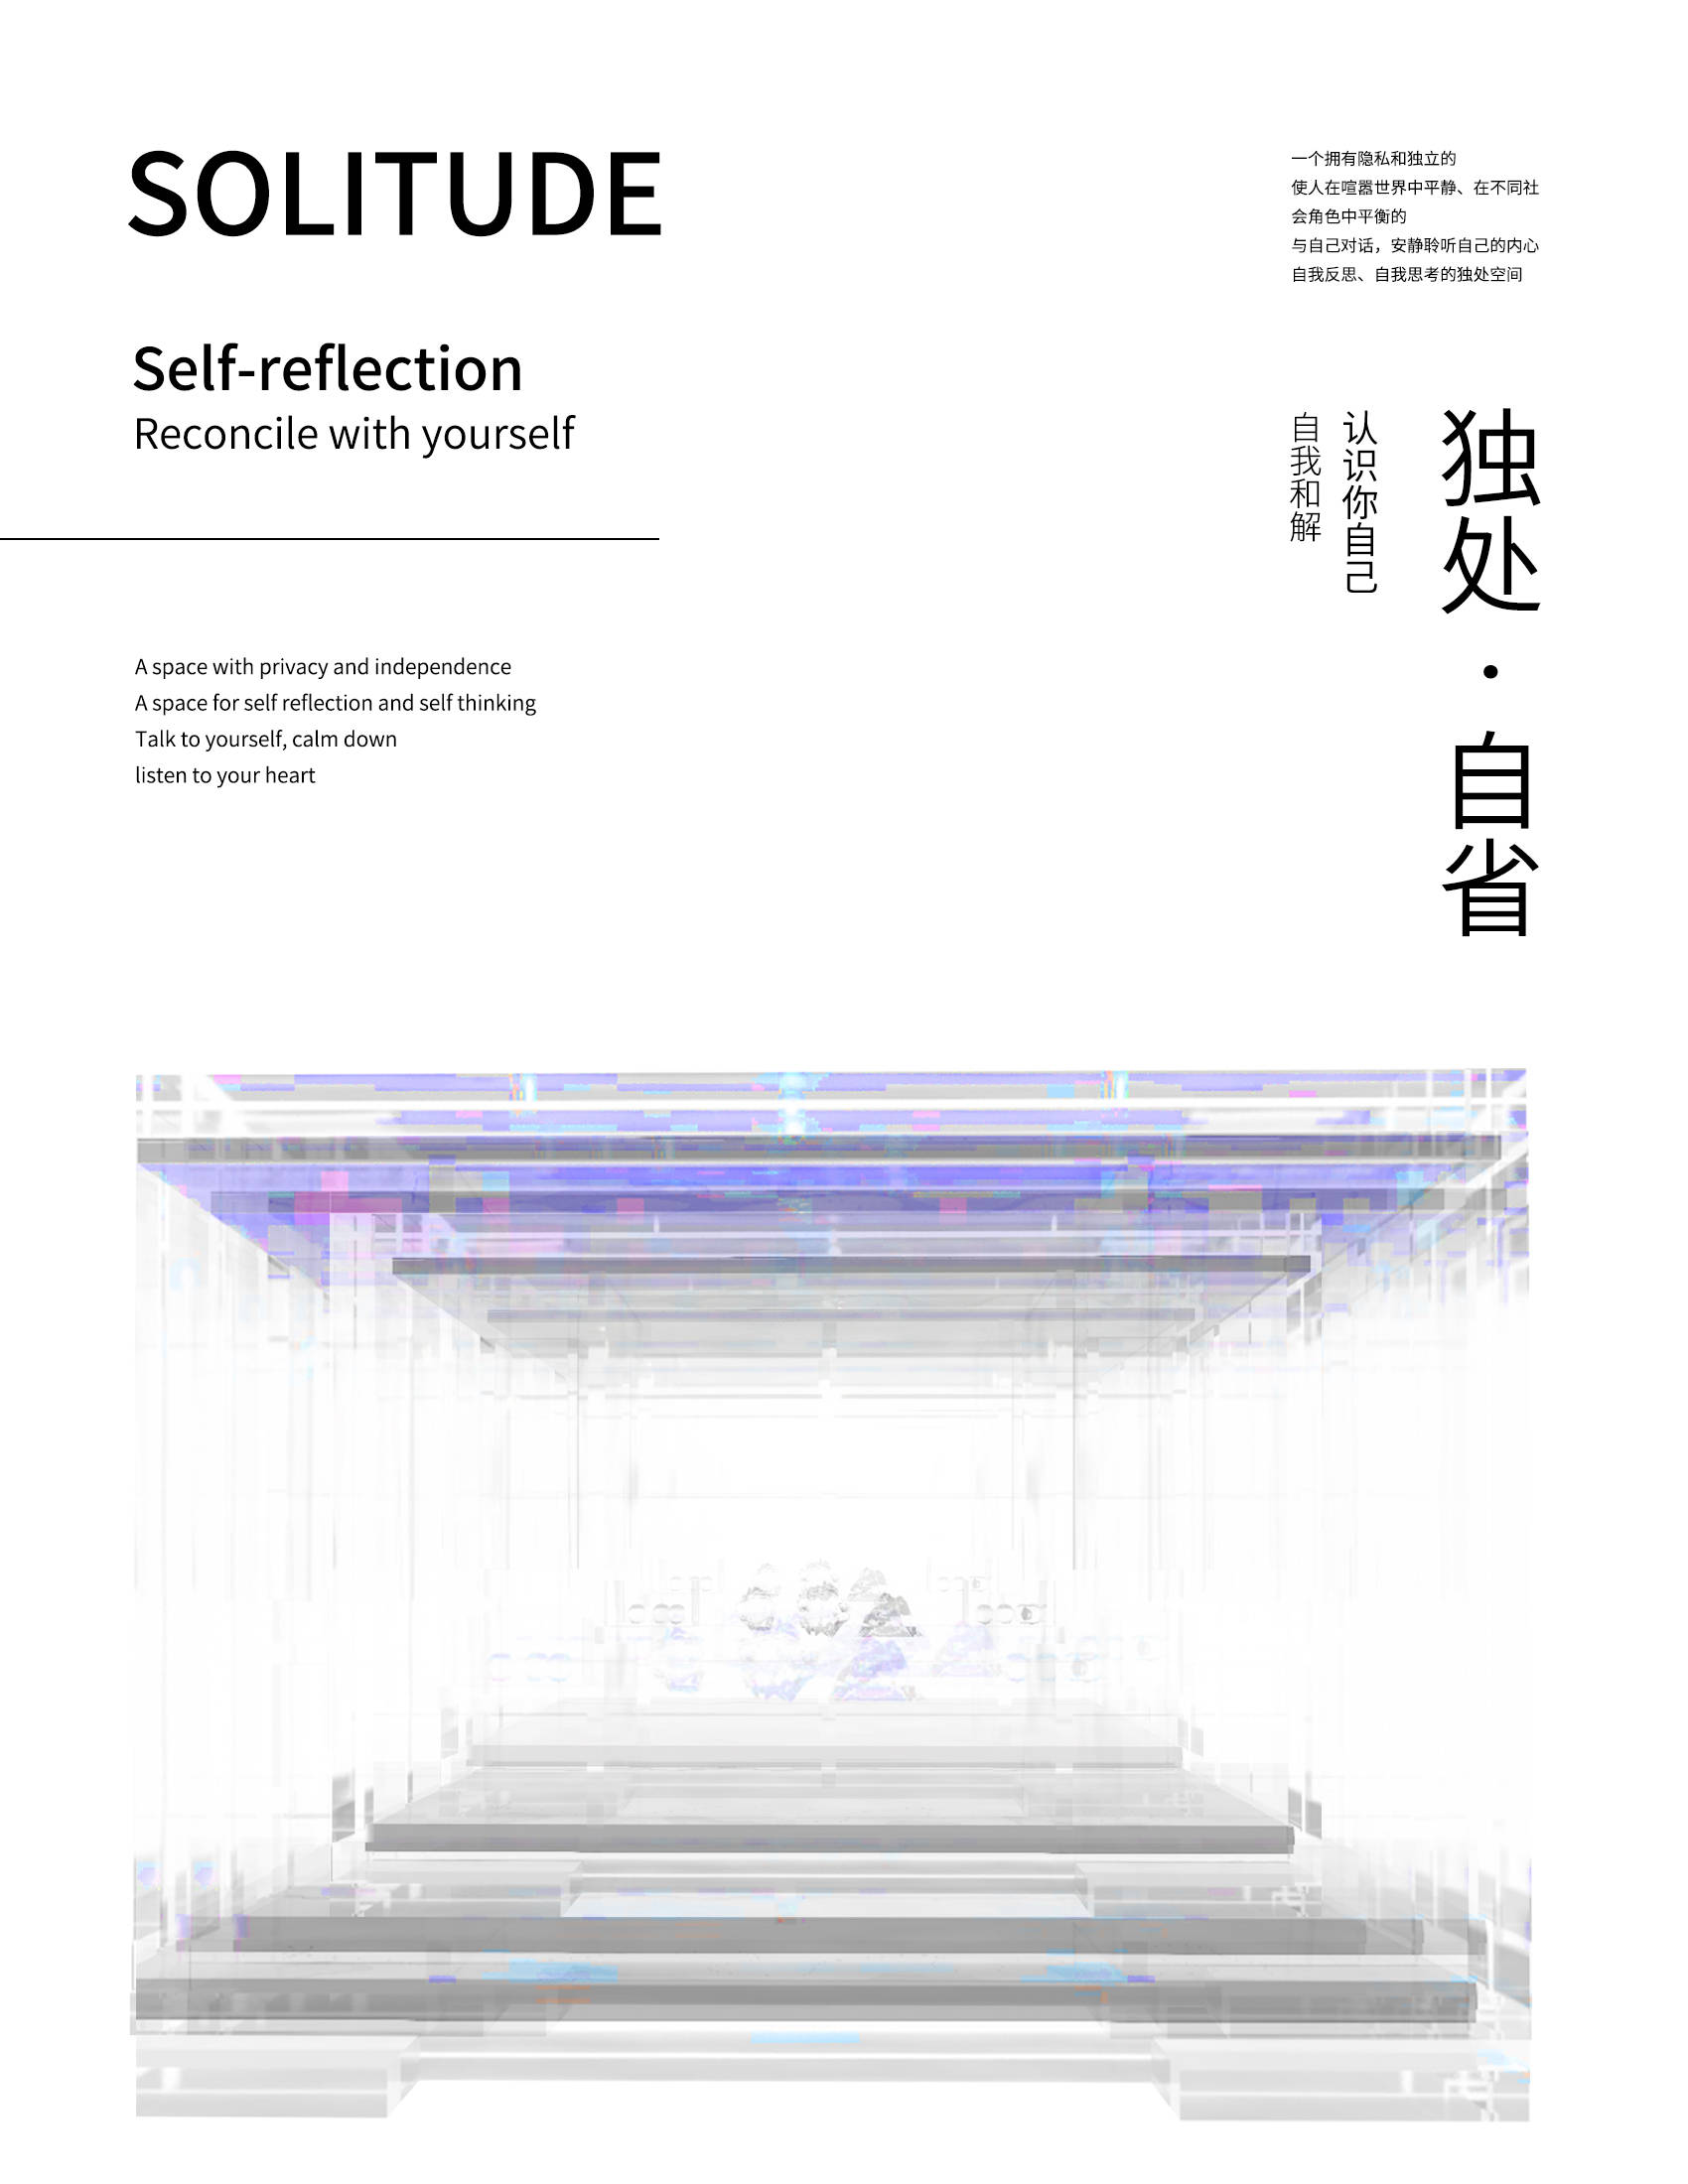 SOLITUDE
Self-reflection
Reconcile with yourself
A space with privacy and independence
A space for self reflection and self thinking
Talk to yourself, calm down
listen to your heart
一个拥有隐私和独立的
使人在喧嚣世界中平静、在不同社
会角色中平衡的
与自己对话，安静聆听自己的内心
自我反思、自我思考的独处空间
独处·自省
认识你自己
自我和解